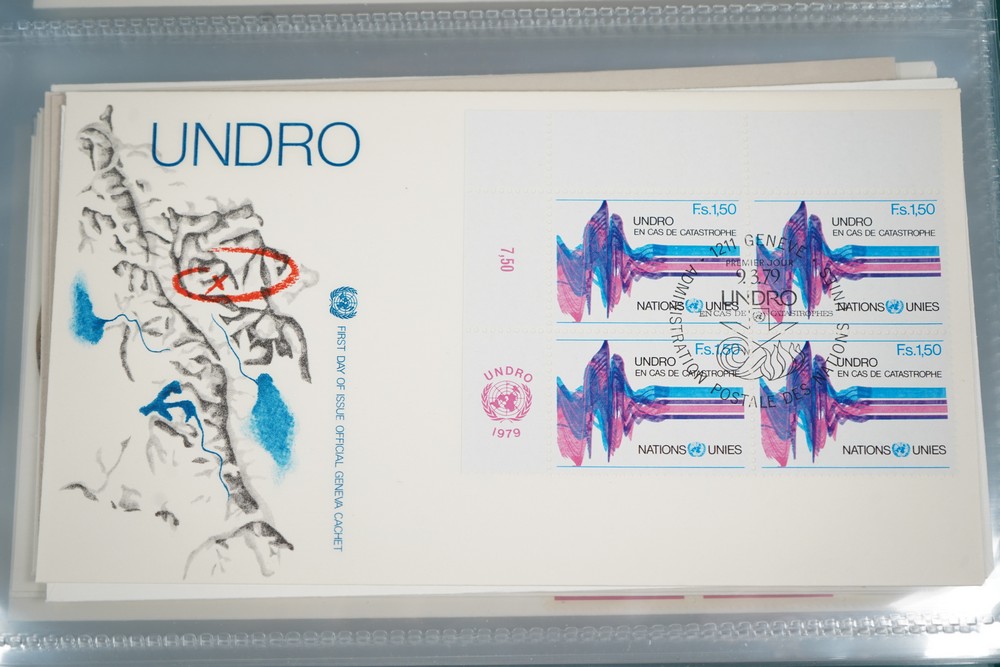 UNDRO
FIRST DAY OF ISSUE OFFICIAL GENEVA CACHET
7,50
UNDRO
1979
F.s.1,50
UNDRO
EN CAS DE CATASTROPHE
NATIONS UNIES
F.s.1,50
UNDRO
EN CAS DE CATASTROPHE
NATIONS UNIES
F.s.1,50
UNDRO
EN CAS DE CATASTROPHE
NATIONS UNIES
F.s.1,50
UNDRO
EN CAS DE CATASTROPHE
NATIONS UNIES
1211 GENÈVE
ADMINISTRATION POSTALE DES NATIONS UNIES
PREMIER JOUR
9.3.79
UNDRO
EN CAS DE CATASTROPHES